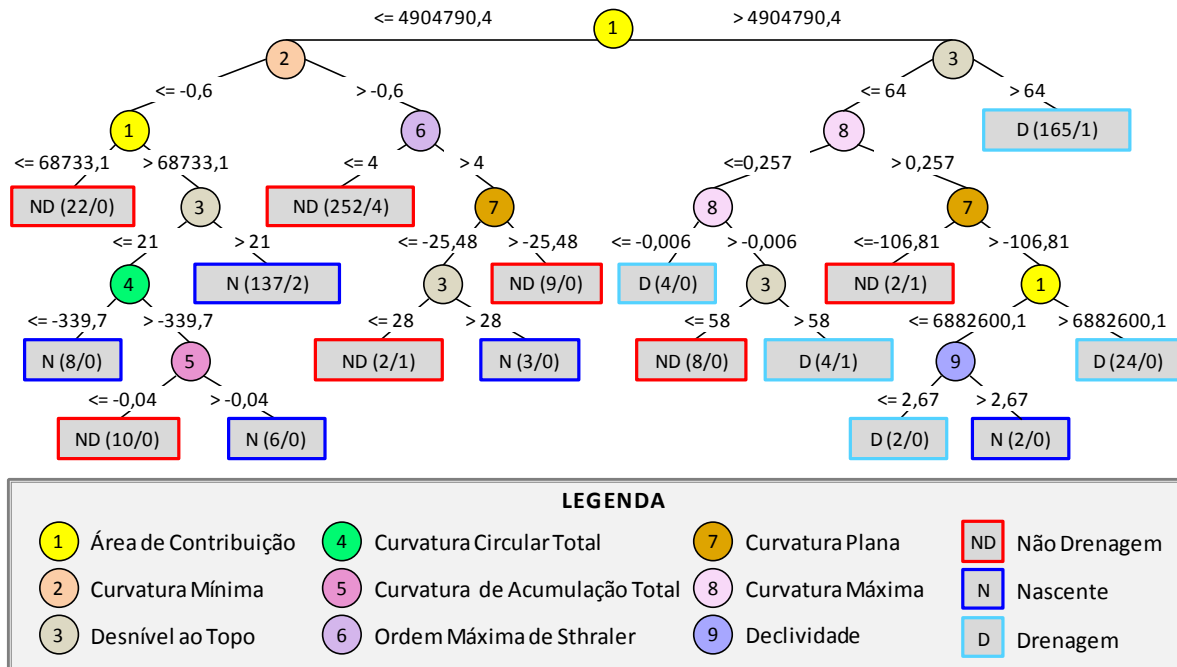 <= 4904790,4 1 > 4904790,4
2 3
<= -0,6 > -0,6 <= 64 > 64
1 6 8 D (165/1)
<= 68733,1 > 68733,1 <= 4 > 4 <=0,257 > 0,257
ND (22/0) 3 ND (252/4) 7 8 7
<= 21 > 21 <= -25,48 > -25,48 <= -0,006 > -0,006 <=-106,81 > -106,81
4 N (137/2) 3 ND (9/0) D (4/0) 3 ND (2/1) 1
<= -339,7 > -339,7 <= 28 > 28 <= 58 > 58 <= 6882600,1 > 6882600,1
N (8/0) 5 ND (2/1) N (3/0) ND (8/0) D (4/1) 9 D (24/0)
<= -0,04 > -0,04 <= 2,67 > 2,67
ND (10/0) N (6/0) D (2/0) N (2/0)
LEGENDA
1 Área de Contribuição 4 Curvatura Circular Total 7 Curvatura Plana ND Não Drenagem
2 Curvatura Mínima 5 Curvatura de Acumulação Total 8 Curvatura Máxima N Nascente
3 Desnível ao Topo 6 Ordem Máxima de Sthraler 9 Declividade D Drenagem